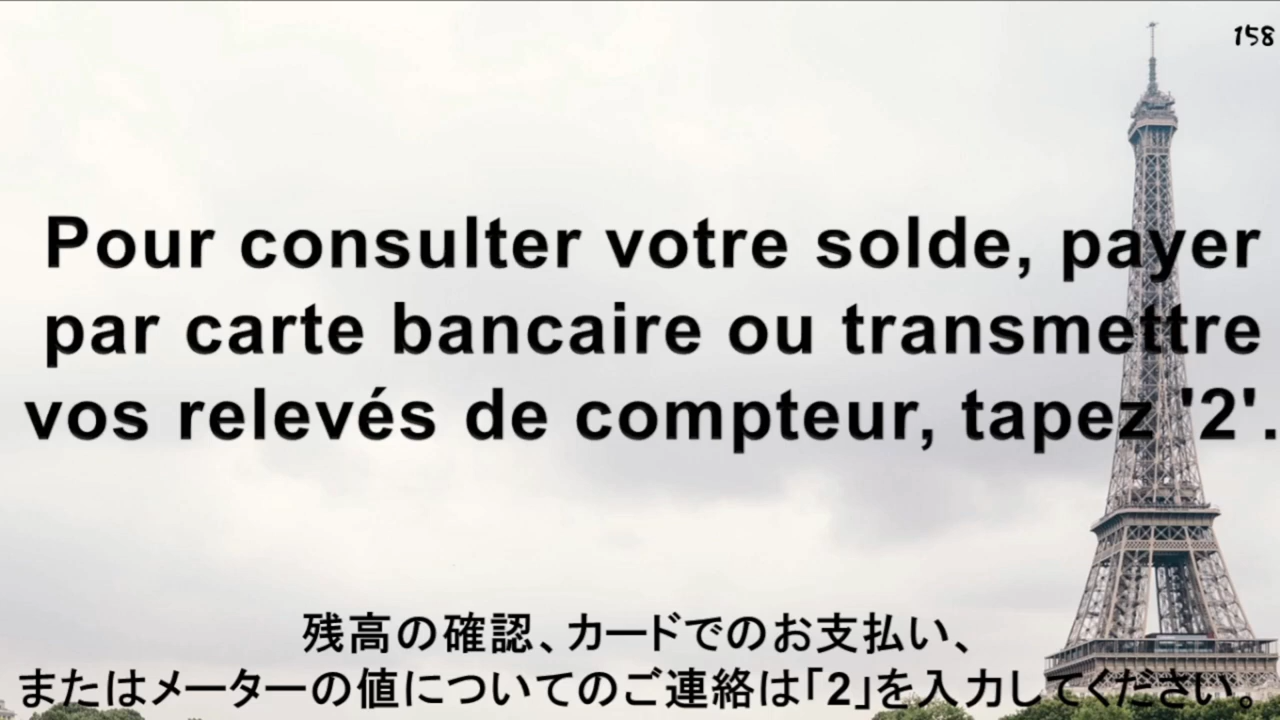 158
Pour consulter votre solde, payer
par carte bancaire ou transmettre
vos relevés de compteur, tapez '2'.
残高の確認、カードでのお支払い、
またはメーターの値についてのご連絡は「2」を入力してください。